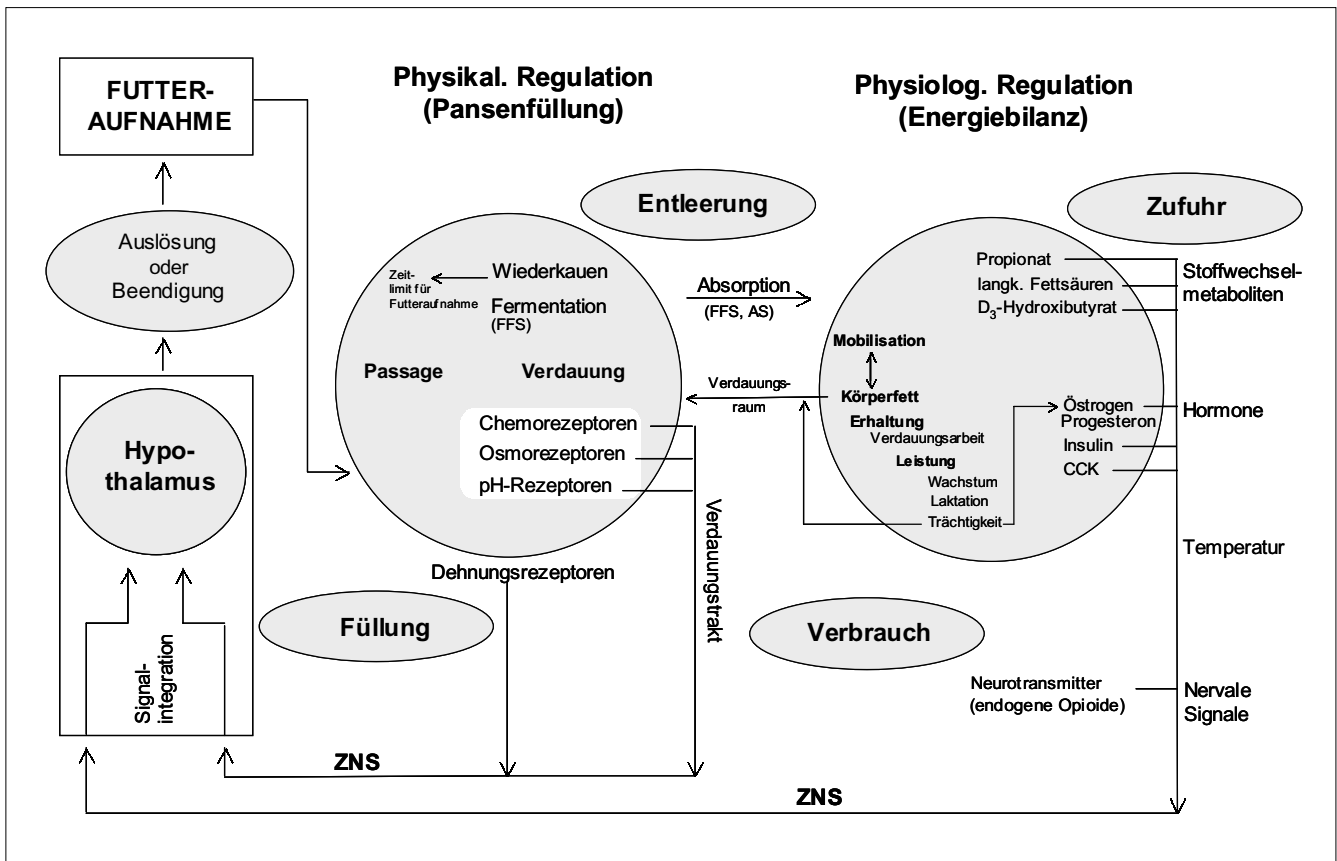 FUTTER-
AUFNAHME
Physikal. Regulation
(Pansenfüllung)
Physiolog. Regulation
(Energiebilanz)
Auslösung
oder
Beendigung
Entleerung
Zufuhr
Zeit-
limit für
Futteraufnahme
Wiederkauen
Fermentation
(FFS)
Passage
Verdauung
Chemorezeptoren
Osmorezeptoren
pH-Rezeptoren
Absorption
(FFS, AS)
Verdauungs-
raum
Propionat
langk. Fettsäuren
D3-Hydroxibutyrat
Stoffwechsel-
metaboliten
Mobilisation
Körperfett
Erhaltung
Verdauungsarbeit
Leistung
Wachstum
Laktation
Trächtigkeit
Östrogen
Progesteron
Insulin
CCK
Hormone
Hypo-
thalamus
Signal-
integration
Dehnungsrezeptoren
Verdauungstrakt
Füllung
Verbrauch
Temperatur
Neurotransmitter
(endogene Opioide)
Nervale
Signale
ZNS
ZNS